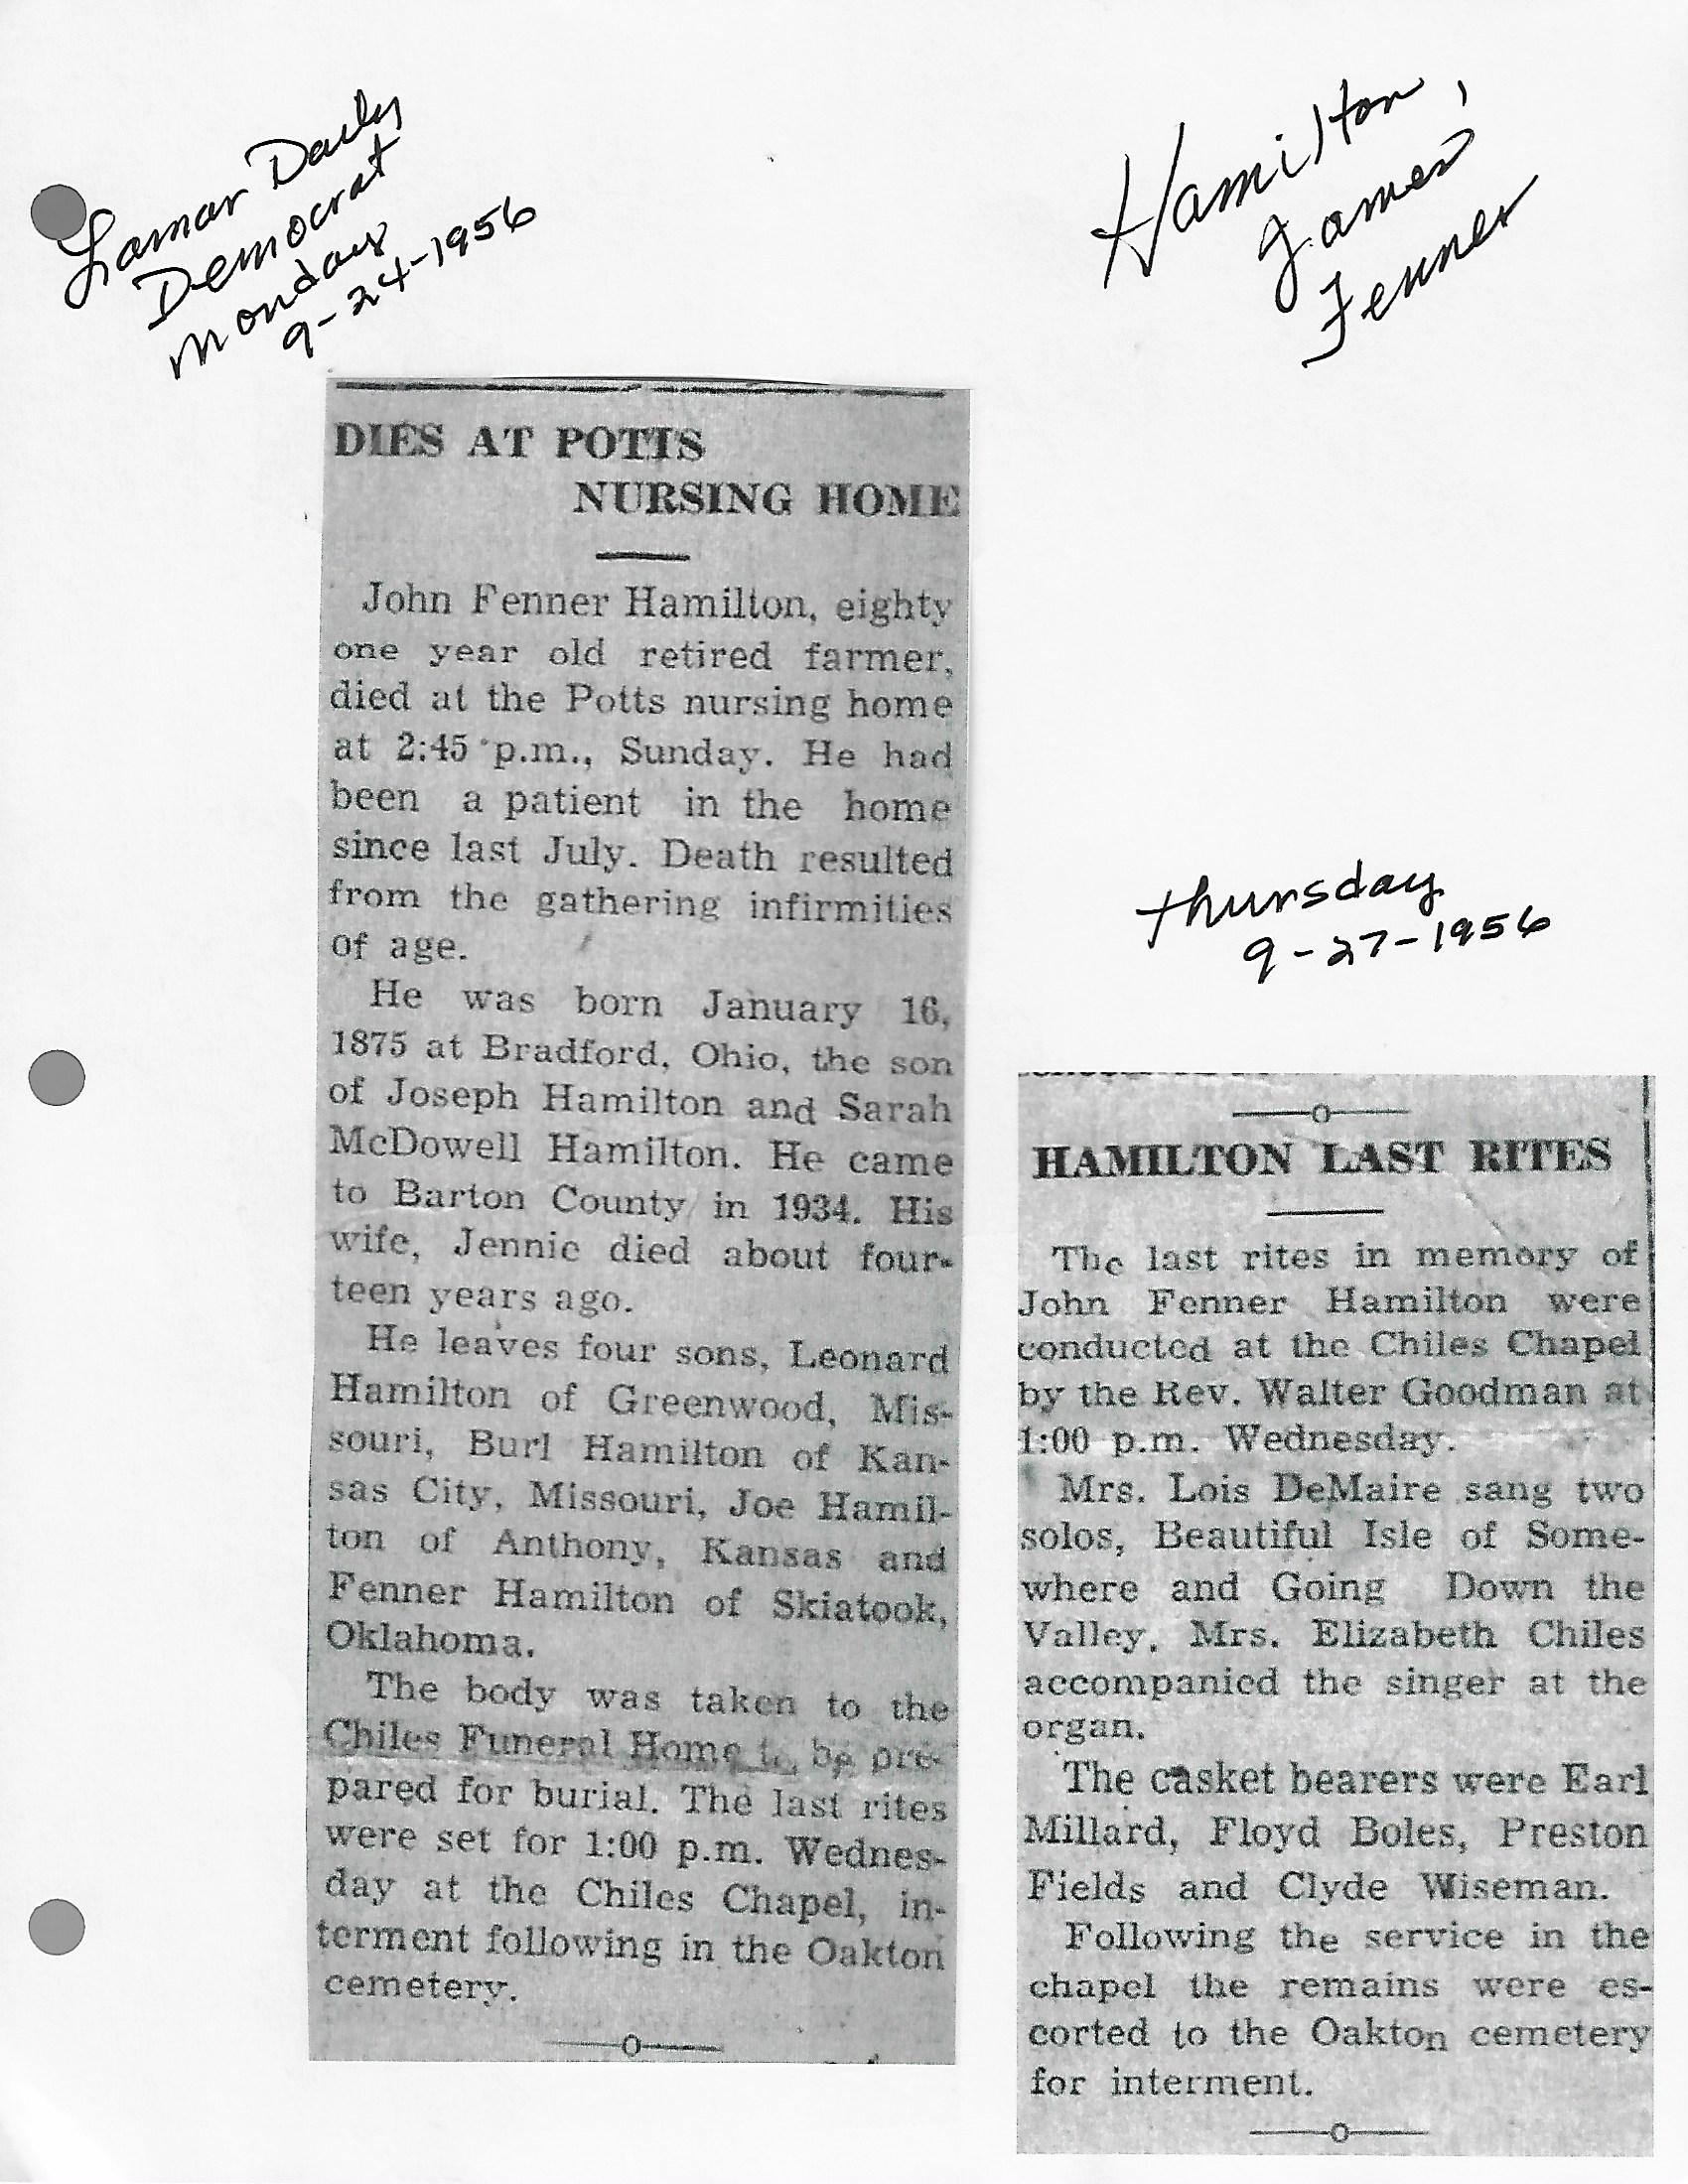 Lamar Daily
Democrat
Monday
9-24-1956
Hamilton,
James
Fenner
DIES AT POTTS
NURSING HOME
John Fenner Hamilton, eighty
one year old retired farmer,
died at the Potts nursing home
at 2:45 p.m., Sunday. He had
been a patient in the home
since last July. Death resulted
from the gathering infirmities
of age.
He was born January 16,
1875 at Bradford, Ohio, the son
of Joseph Hamilton and Sarah
McDowell Hamilton. He came
to Barton County in 1934. His
wife, Jennie died about four-
teen years ago.
He leaves four sons, Leonard
Hamilton of Greenwood, Mis-
souri, Burl Hamilton of Kan-
sas City, Missouri, Joe Hamil-
ton of Anthony, Kansas and
Fenner Hamilton of Skiatook,
Oklahoma.
The body was taken to the
Chiles Funeral Home to be pre-
pared for burial. The last rites
were set for 1:00 p.m. Wednes-
day at the Chiles Chapel, in-
terment following in the Oakton
cemetery.
Thursday
9-27-1956
HAMILTON LAST RITES
The last rites in memory of
John Fenner Hamilton were
conducted at the Chiles Chapel
by the Rev. Walter Goodman at
1:00 p.m. Wednesday.
Mrs. Lois DeMaire sang two
solos, Beautiful Isle of Some-
where and Going Down the
Valley. Mrs. Elizabeth Chiles
accompanied the singer at the
organ.
The casket bearers were Earl
Millard, Floyd Boles, Preston
Fields and Clyde Wiseman.
Following the service in the
chapel the remains were es-
corted to the Oakton cemetery
for interment.